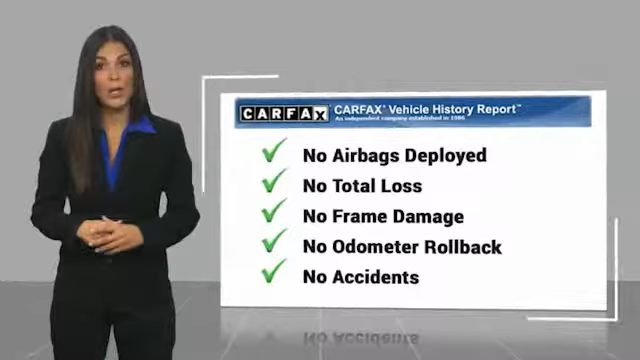 CARFAX CARFAX® Vehicle History Report™
An independent company established in 1986
No Airbags Deployed
No Total Loss
No Frame Damage
No Odometer Rollback
No Accidents